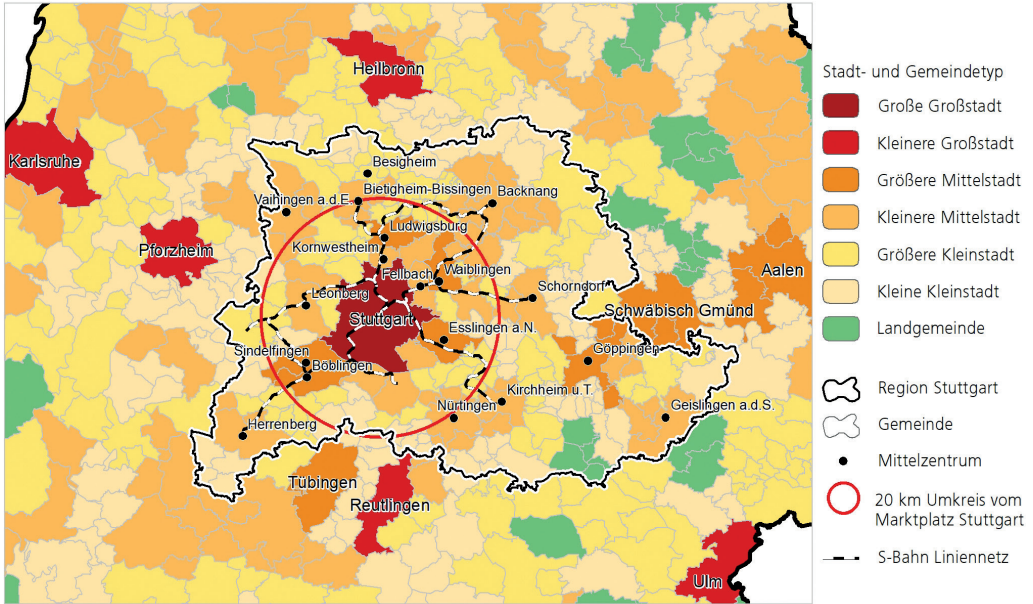 Heilbronn
Karlsruhe
Besigheim
Vaihingen a.d.E.
Bietigheim-Bissingen
Backnang
Ludwigsburg
Pforzheim
Kornwestheim
Fellbach
Waiblingen
Aalen
Leonberg
Schorndorf
Stuttgart
Schwäbisch Gmünd
Esslingen a.N.
Sindelfingen
Göppingen
Böblingen
Kirchheim u.T.
Nürtingen
Geislingen a.d.S.
Herrenberg
Tübingen
Reutlingen
Ulm
Stadt- und Gemeindetyp
Große Großstadt
Kleinere Großstadt
Größere Mittelstadt
Kleinere Mittelstadt
Größere Kleinstadt
Kleine Kleinstadt
Landgemeinde
Region Stuttgart
Gemeinde
Mittelzentrum
20 km Umkreis vom
Marktplatz Stuttgart
S-Bahn Liniennetz